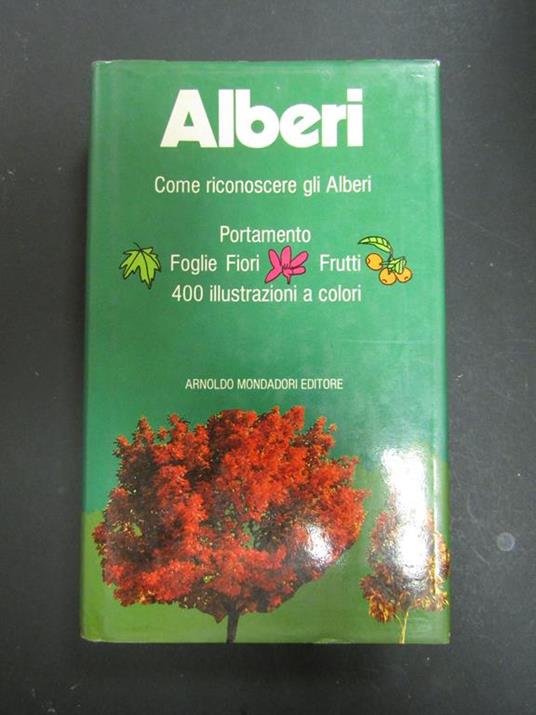 Alberi
Come riconoscere gli Alberi
Portamento
Foglie Fiori Frutti
400 illustrazioni a colori
ARNOLDO MONDADORI EDITORE